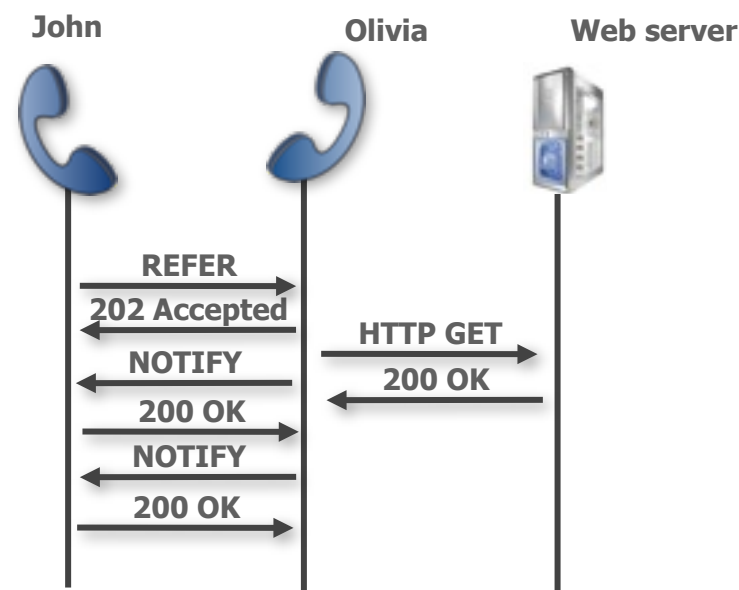 John
Olivia
Web server
REFER
202 Accepted
HTTP GET
NOTIFY
200 OK
200 OK
NOTIFY
200 OK